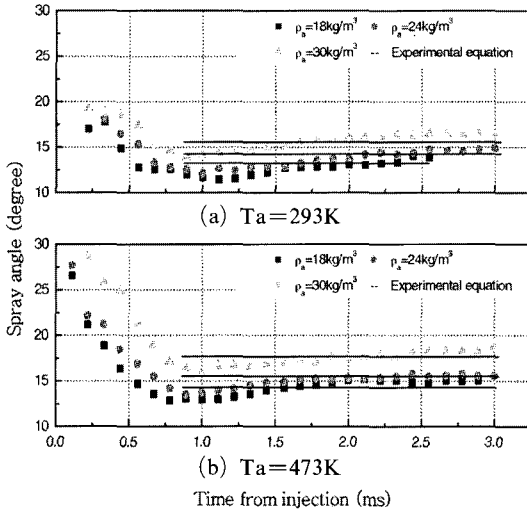 ρa=18kg/m³ ρa=24kg/m³
ρa=30kg/m³ -- Experimental equation
30
25
20
15
10
(a) Ta=293K
Spray angle (degree)
ρa=18kg/m³ ρa=24kg/m³
ρa=30kg/m³ -- Experimental equation
30
25
20
15
10
0.0 0.5 1.0 1.5 2.0 2.5 3.0
(b) Ta=473K
Time from injection (ms)